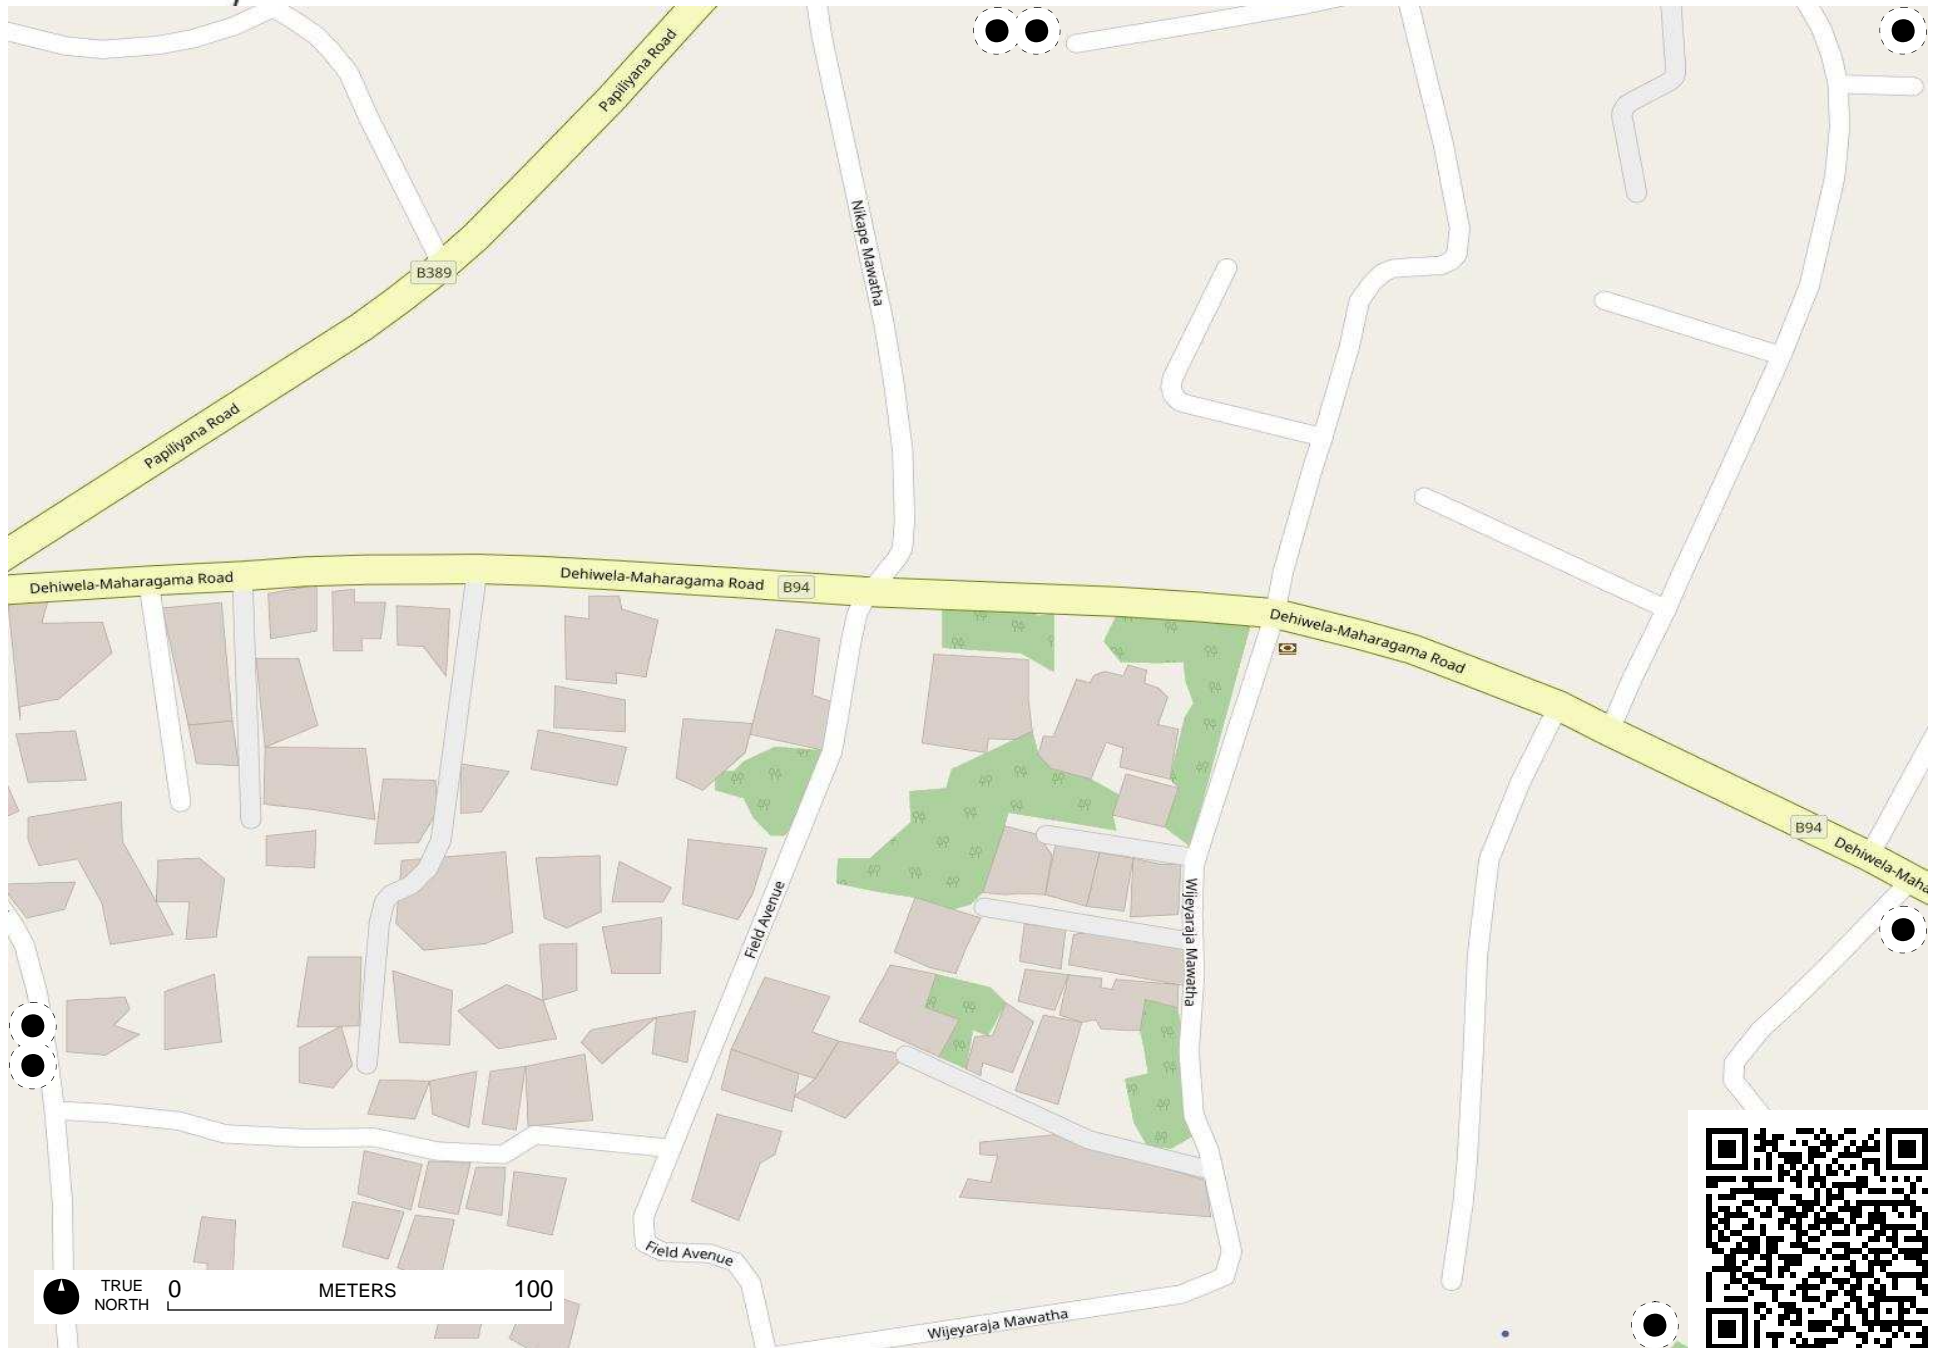 Papiliyana Road
Nikape Mawatha
B389
Papiliyana Road
Dehiwela-Maharagama Road
Dehiwela-Maharagama Road
B94
Dehiwela-Maharagama Road
B94
Dehiwela-Maha
Field Avenue
Wijeyaraja Mawatha
Field Avenue
TRUE
NORTH
0
METERS
100
Wijeyaraja Mawatha